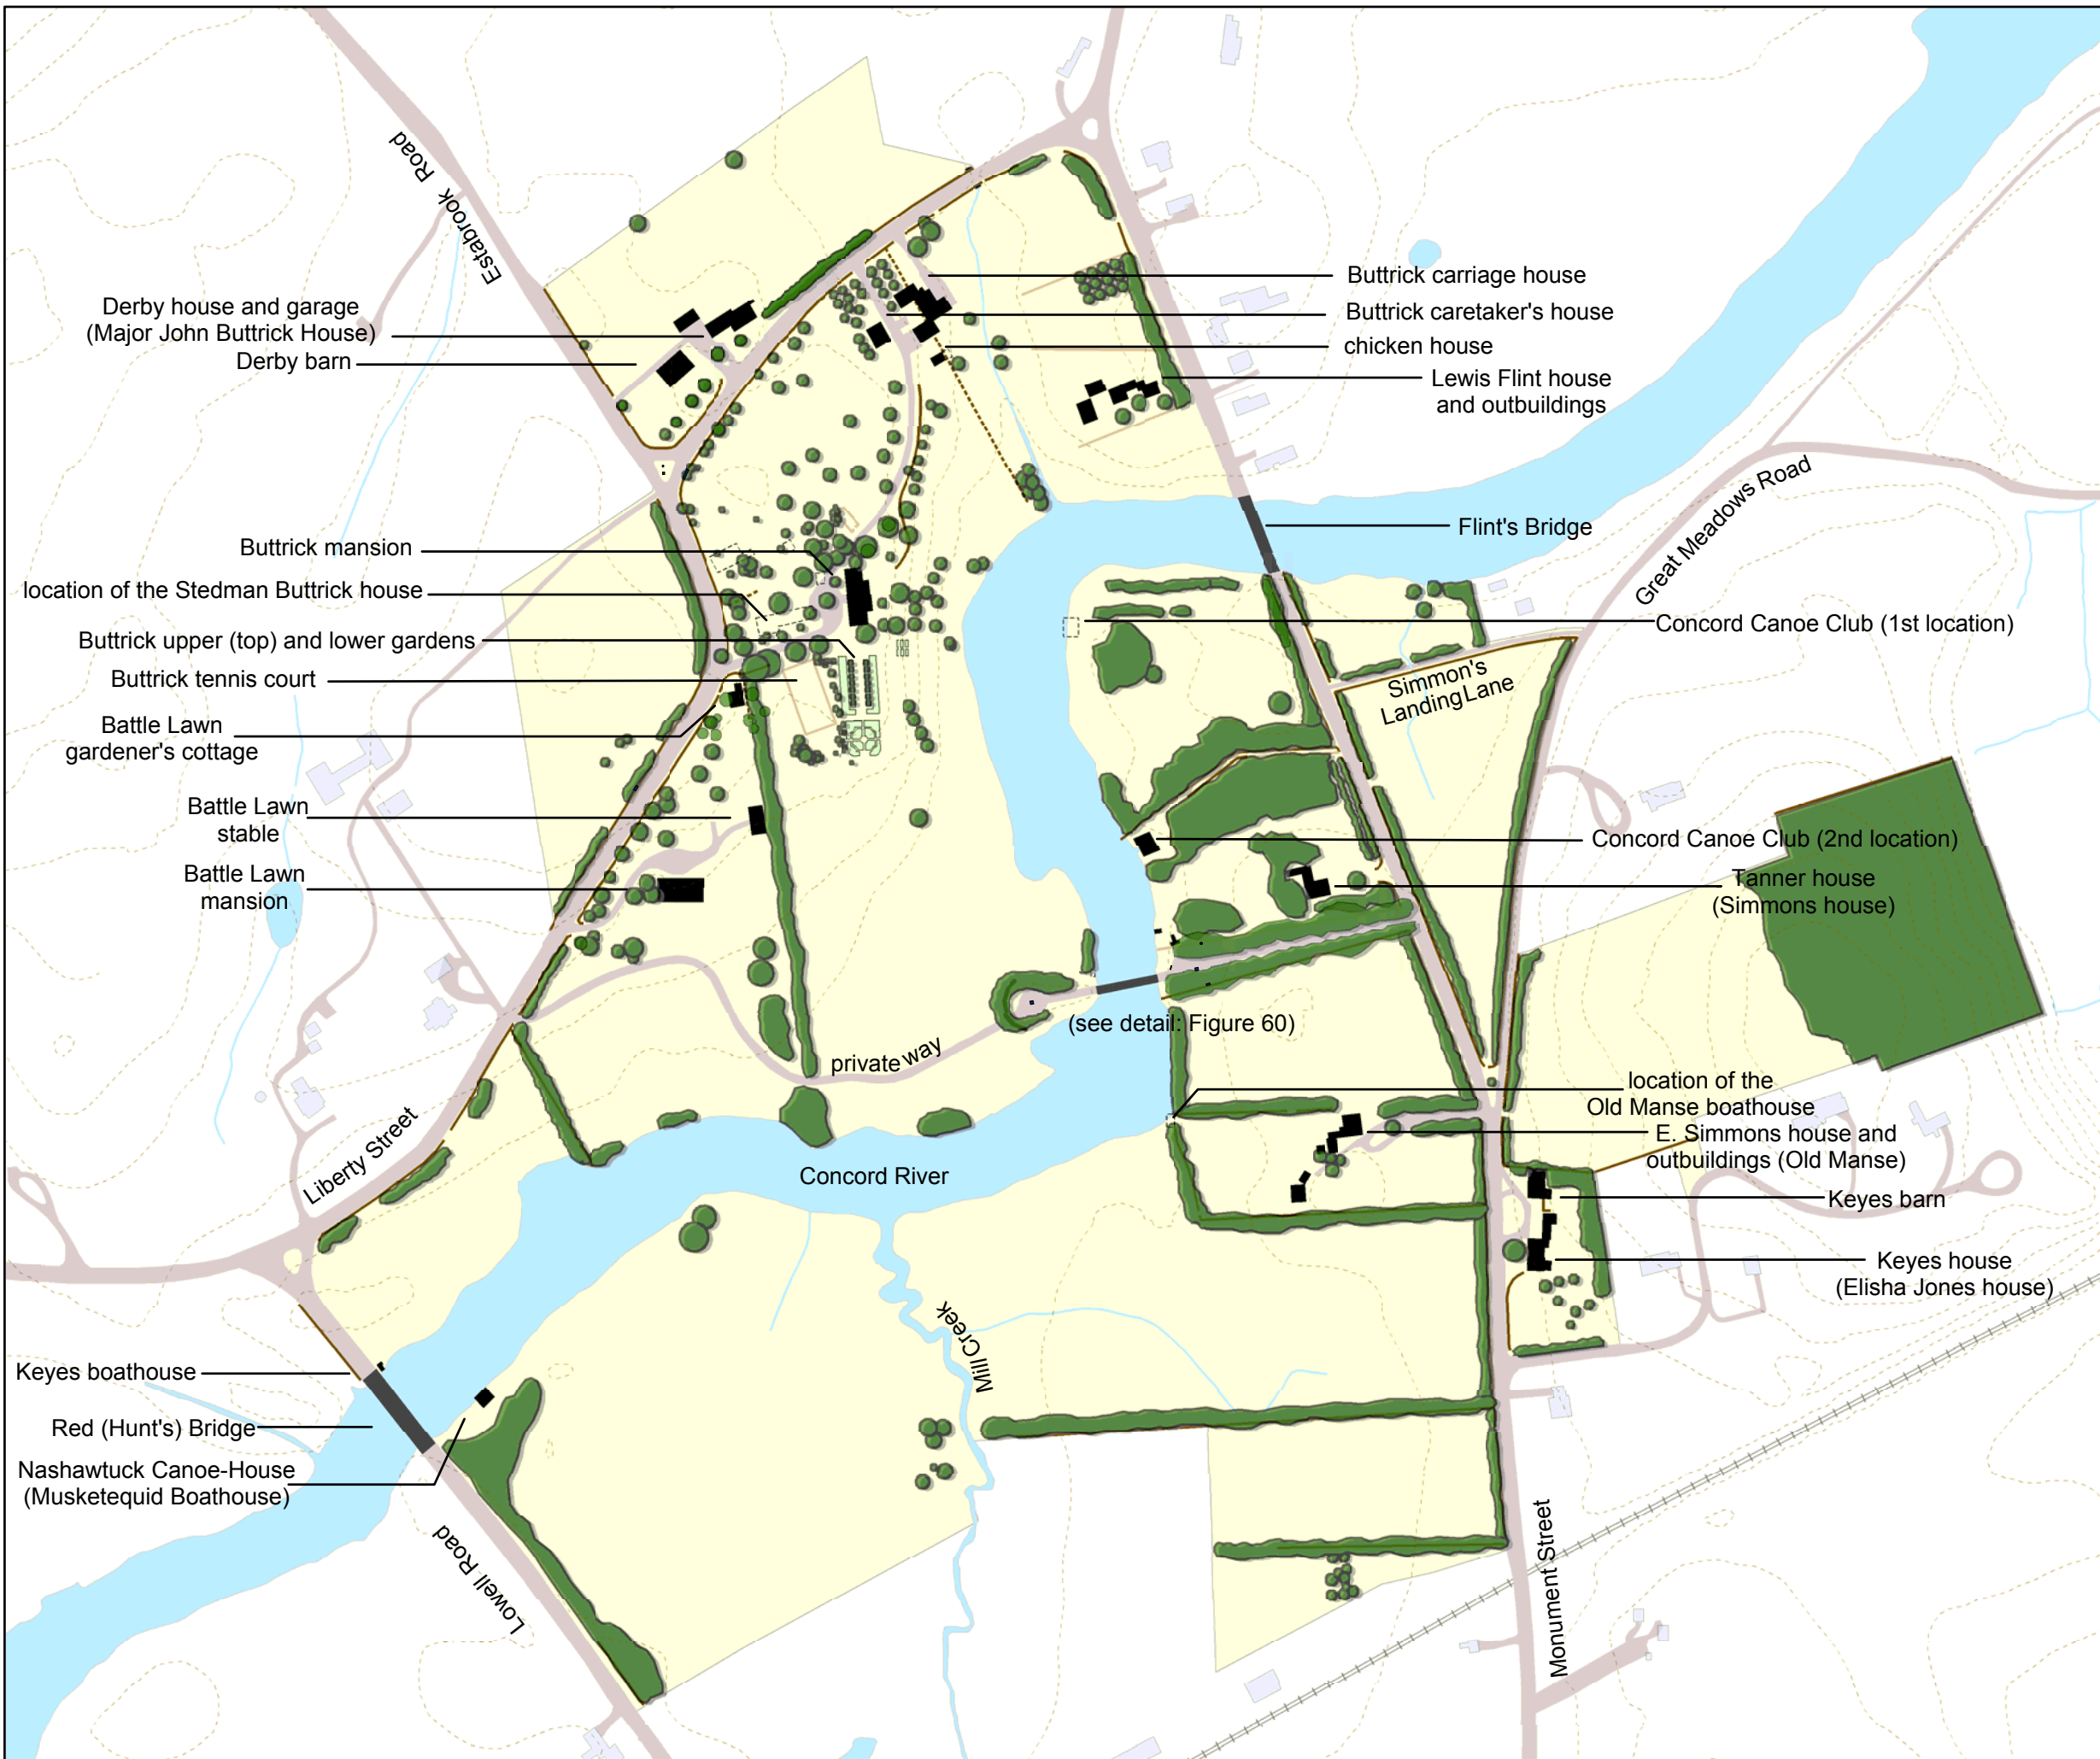 Estabrook Road
Derby house and garage
(Major John Buttrick House)
Derby barn
Buttrick carriage house
Buttrick caretaker's house
chicken house
Lewis Flint house
and outbuildings
Flint's Bridge
Great Meadows Road
Buttrick mansion
location of the Stedman Buttrick house
Buttrick upper (top) and lower gardens
Buttrick tennis court
Battle Lawn
gardener's cottage
Battle Lawn
stable
Battle Lawn
mansion
Concord Canoe Club (1st location)
Simmon's
Landing Lane
Concord Canoe Club (2nd location)
Tanner house
(Simmons house)
(see detail: Figure 60)
private way
location of the
Old Manse boathouse
E. Simmons house and
outbuildings (Old Manse)
Liberty Street
Concord River
Keyes barn
Keyes house
(Elisha Jones house)
Mill Creek
Keyes boathouse
Red (Hunt's) Bridge
Nashawtuck Canoe-House
(Musketequid Boathouse)
Lowell Road
Monument Street